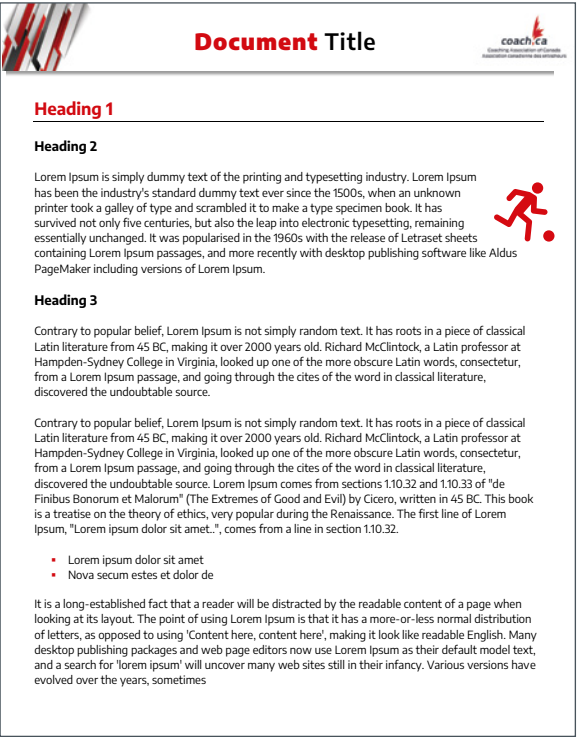 Document Title
coach.ca
Coaching Association of Canada
Association canadienne des entraîneurs
Heading 1
Heading 2
Lorem Ipsum is simply dummy text of the printing and typesetting industry. Lorem Ipsum
has been the industry's standard dummy text ever since the 1500s, when an unknown
printer took a galley of type and scrambled it to make a type specimen book. It has
survived not only five centuries, but also the leap into electronic typesetting, remaining
essentially unchanged. It was popularised in the 1960s with the release of Letraset sheets
containing Lorem Ipsum passages, and more recently with desktop publishing software like Aldus
PageMaker including versions of Lorem Ipsum.
Heading 3
Contrary to popular belief, Lorem Ipsum is not simply random text. It has roots in a piece of classical
Latin literature from 45 BC, making it over 2000 years old. Richard McClintock, a Latin professor at
Hampden-Sydney College in Virginia, looked up one of the more obscure Latin words, consectetur,
from a Lorem Ipsum passage, and going through the cites of the word in classical literature,
discovered the undoubtable source.
Contrary to popular belief, Lorem Ipsum is not simply random text. It has roots in a piece of classical
Latin literature from 45 BC, making it over 2000 years old. Richard McClintock, a Latin professor at
Hampden-Sydney College in Virginia, looked up one of the more obscure Latin words, consectetur,
from a Lorem Ipsum passage, and going through the cites of the word in classical literature,
discovered the undoubtable source. Lorem Ipsum comes from sections 1.10.32 and 1.10.33 of "de
Finibus Bonorum et Malorum" (The Extremes of Good and Evil) by Cicero, written in 45 BC. This book
is a treatise on the theory of ethics, very popular during the Renaissance. The first line of Lorem
Ipsum, "Lorem ipsum dolor sit amet..", comes from a line in section 1.10.32.
▪ Lorem ipsum dolor sit amet
▪ Nova secum estes et dolor de
It is a long-established fact that a reader will be distracted by the readable content of a page when
looking at its layout. The point of using Lorem Ipsum is that it has a more-or-less normal distribution
of letters, as opposed to using 'Content here, content here', making it look like readable English. Many
desktop publishing packages and web page editors now use Lorem Ipsum as their default model text,
and a search for 'lorem ipsum' will uncover many web sites still in their infancy. Various versions have
evolved over the years, sometimes